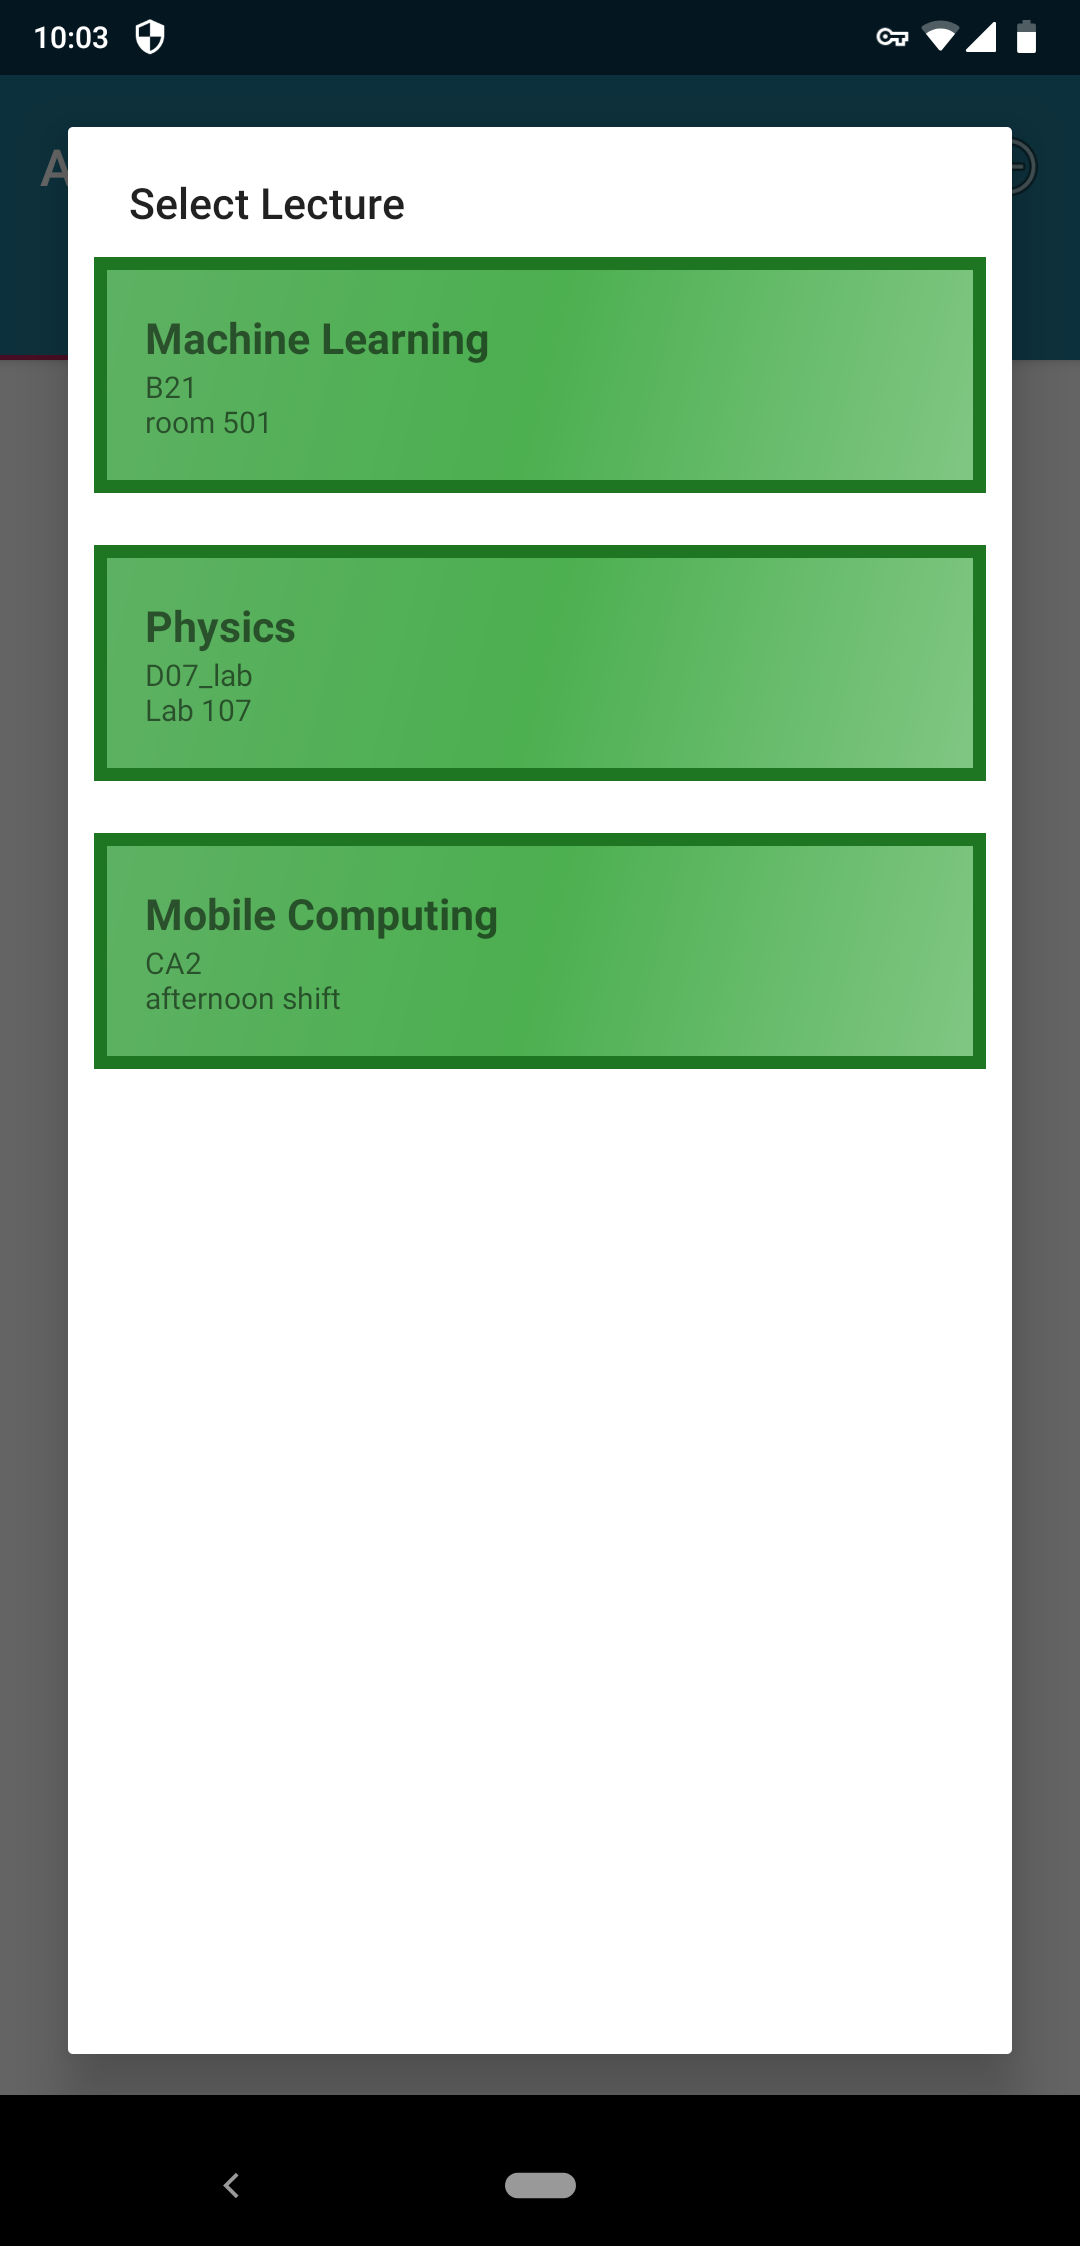 10:03
A
Select Lecture
Machine Learning
B21
room 501
Physics
D07_lab
Lab 107
Mobile Computing
CA2
afternoon shift